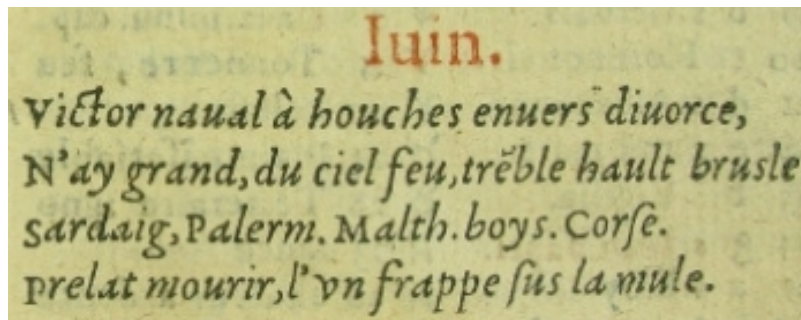 Iuin.
Victor naual à houches enuers diuorce,
N'ay grand, du ciel feu, trẽble hault brusle
Sardaig, Palerm. Malth. boys. Corſe.
Prelat mourir, l'vn frappe ſus la mule.